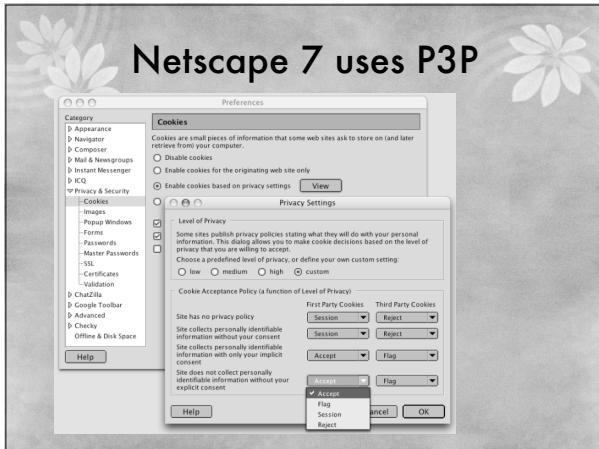 Netscape 7 uses P3P
Preferences
Category
Appearance
Navigator
Composer
Mail & Newsgroups
Instant Messenger
ICQ
Privacy & Security
Cookies
Images
Popup Windows
Forms
Passwords
Master Passwords
SSL
Certificates
Validation
ChatZilla
Google Toolbar
Advanced
Checky
Offline & Disk Space
Help
Cookies
Cookies are small pieces of information that some web sites ask to store on (and later
retrieve from) your computer.
Disable cookies
Enable cookies for the originating web site only
Enable cookies based on privacy settings View
Privacy Settings
Level of Privacy
Some sites publish privacy policies stating what they will do with your personal
information. This dialog allows you to make cookie decisions based on the level of
privacy that you are willing to accept.
Choose a predefined level of privacy, or define your own custom setting:
low medium high custom
Cookie Acceptance Policy (a function of Level of Privacy)
First Party Cookies Third Party Cookies
Site has no privacy policy Session Reject
Site collects personally identifiable
information without your consent Session Reject
Site collects personally identifiable
information with only your implicit Accept Flag
consent
Site does not collect personally
identifiable information without your Accept Flag
explicit consent
Accept
Flag
Session
Reject
Help ancel OK